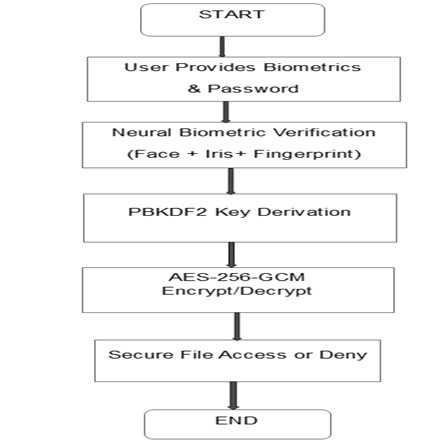 START
User Provides Biometrics
& Password
Neural Biometric Verification
(Face + Iris+ Fingerprint)
PBKDF2 Key Derivation
AES-256-GCM
Encrypt/Decrypt
Secure File Access or Deny
END